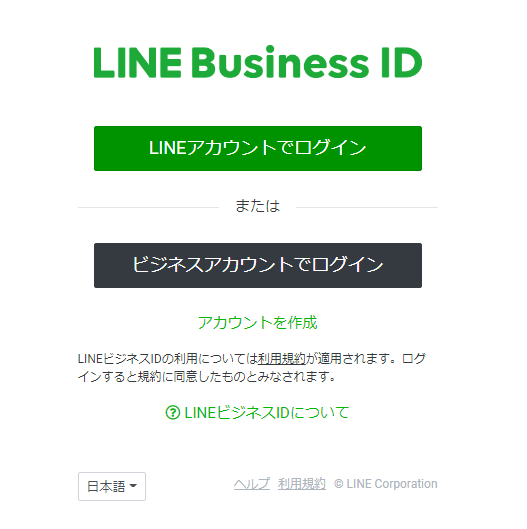 LINE Business ID
LINEアカウントでログイン
または
ビジネスアカウントでログイン
アカウントを作成
LINEビジネスIDの利用については利用規約が適用されます。ログ
インすると規約に同意したものとみなされます。
LINEビジネスIDについて
日本語 ヘルプ 利用規約 © LINE Corporation